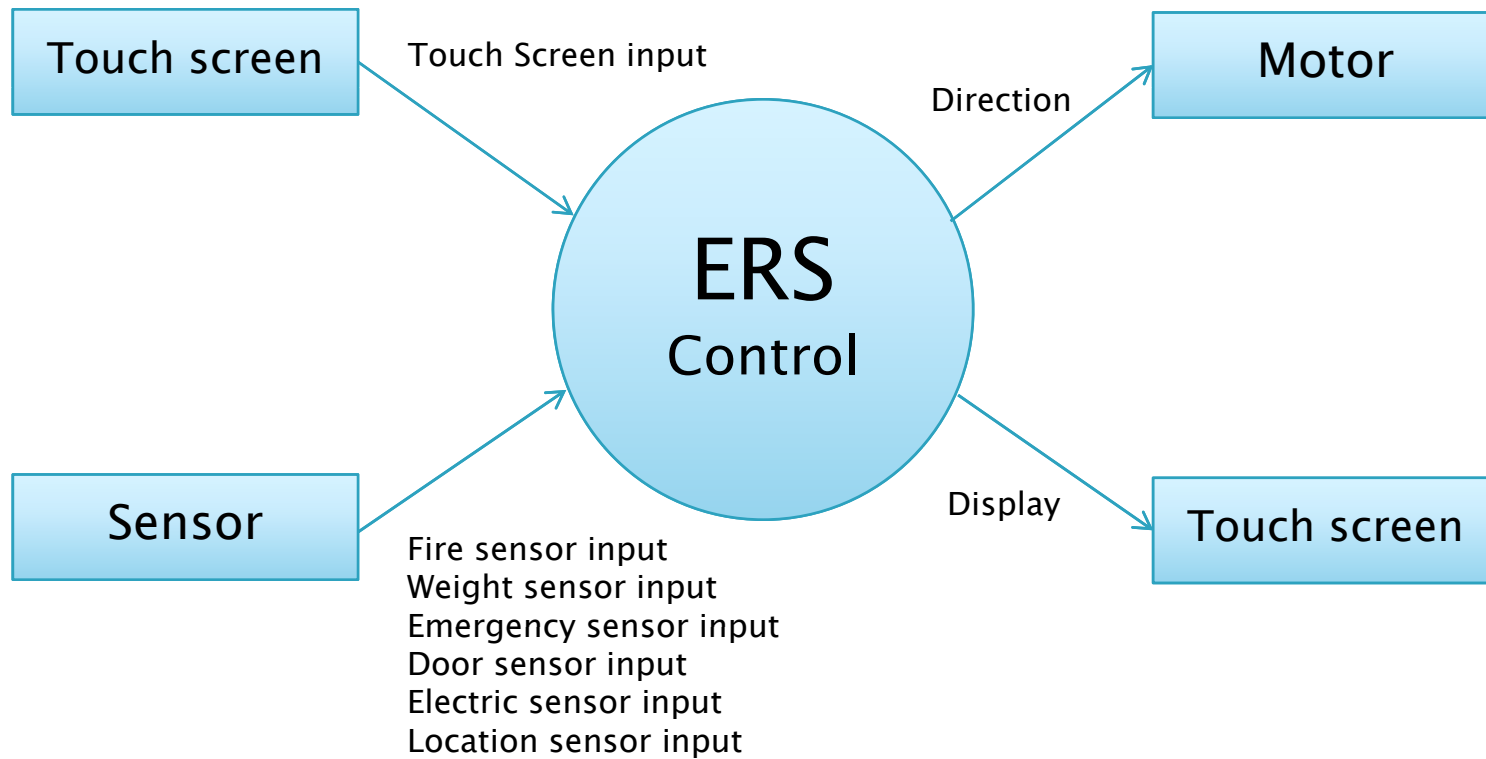 Touch screen
Touch Screen input
Direction
Motor
ERS
Control
Sensor
Fire sensor input
Weight sensor input
Emergency sensor input
Door sensor input
Electric sensor input
Location sensor input
Display
Touch screen